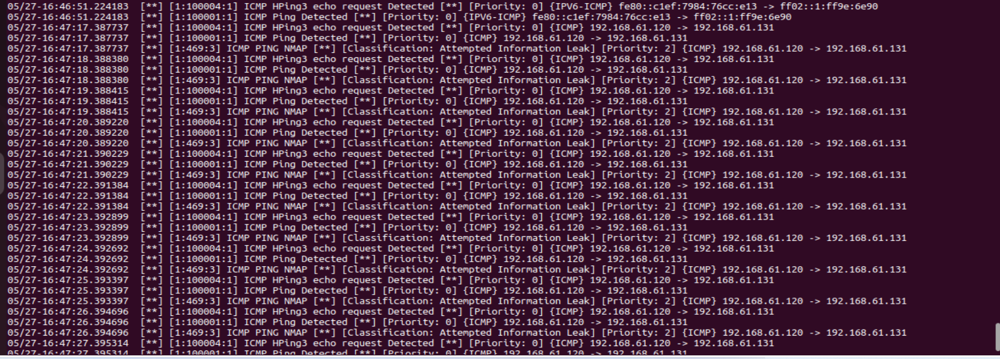 05/27-16:46:51.224183 [**] [1:100004:1] ICMP HPing3 echo request Detected [**] [Priority: 0] {IPV6-ICMP} fe80::c1ef:7984:76cc:e13 -> ff02::1:ff9e:6e90
05/27-16:46:51.224183 [**] [1:100001:1] ICMP Ping Detected [**] [Priority: 0] {IPV6-ICMP} fe80::c1ef:7984:76cc:e13 -> ff02::1:ff9e:6e90
05/27-16:47:17.387737 [**] [1:100004:1] ICMP HPing3 echo request Detected [**] [Priority: 0] {ICMP} 192.168.61.120 -> 192.168.61.131
05/27-16:47:17.387737 [**] [1:100001:1] ICMP Ping Detected [**] [Priority: 0] {ICMP} 192.168.61.120 -> 192.168.61.131
05/27-16:47:17.387737 [**] [1:469:3] ICMP PING NMAP [**] [Classification: Attempted Information Leak] [Priority: 2] {ICMP} 192.168.61.120 -> 192.168.61.131
05/27-16:47:18.388380 [**] [1:100004:1] ICMP HPing3 echo request Detected [**] [Priority: 0] {ICMP} 192.168.61.120 -> 192.168.61.131
05/27-16:47:18.388380 [**] [1:100001:1] ICMP Ping Detected [**] [Priority: 0] {ICMP} 192.168.61.120 -> 192.168.61.131
05/27-16:47:18.388380 [**] [1:469:3] ICMP PING NMAP [**] [Classification: Attempted Information Leak] [Priority: 2] {ICMP} 192.168.61.120 -> 192.168.61.131
05/27-16:47:19.388415 [**] [1:100004:1] ICMP HPing3 echo request Detected [**] [Priority: 0] {ICMP} 192.168.61.120 -> 192.168.61.131
05/27-16:47:19.388415 [**] [1:100001:1] ICMP Ping Detected [**] [Priority: 0] {ICMP} 192.168.61.120 -> 192.168.61.131
05/27-16:47:19.388415 [**] [1:469:3] ICMP PING NMAP [**] [Classification: Attempted Information Leak] [Priority: 2] {ICMP} 192.168.61.120 -> 192.168.61.131
05/27-16:47:20.389220 [**] [1:100004:1] ICMP HPing3 echo request Detected [**] [Priority: 0] {ICMP} 192.168.61.120 -> 192.168.61.131
05/27-16:47:20.389220 [**] [1:100001:1] ICMP Ping Detected [**] [Priority: 0] {ICMP} 192.168.61.120 -> 192.168.61.131
05/27-16:47:20.389220 [**] [1:469:3] ICMP PING NMAP [**] [Classification: Attempted Information Leak] [Priority: 2] {ICMP} 192.168.61.120 -> 192.168.61.131
05/27-16:47:21.390229 [**] [1:100004:1] ICMP HPing3 echo request Detected [**] [Priority: 0] {ICMP} 192.168.61.120 -> 192.168.61.131
05/27-16:47:21.390229 [**] [1:100001:1] ICMP Ping Detected [**] [Priority: 0] {ICMP} 192.168.61.120 -> 192.168.61.131
05/27-16:47:21.390229 [**] [1:469:3] ICMP PING NMAP [**] [Classification: Attempted Information Leak] [Priority: 2] {ICMP} 192.168.61.120 -> 192.168.61.131
05/27-16:47:22.391384 [**] [1:100004:1] ICMP HPing3 echo request Detected [**] [Priority: 0] {ICMP} 192.168.61.120 -> 192.168.61.131
05/27-16:47:22.391384 [**] [1:100001:1] ICMP Ping Detected [**] [Priority: 0] {ICMP} 192.168.61.120 -> 192.168.61.131
05/27-16:47:22.391384 [**] [1:469:3] ICMP PING NMAP [**] [Classification: Attempted Information Leak] [Priority: 2] {ICMP} 192.168.61.120 -> 192.168.61.131
05/27-16:47:23.392899 [**] [1:100004:1] ICMP HPing3 echo request Detected [**] [Priority: 0] {ICMP} 192.168.61.120 -> 192.168.61.131
05/27-16:47:23.392899 [**] [1:100001:1] ICMP Ping Detected [**] [Priority: 0] {ICMP} 192.168.61.120 -> 192.168.61.131
05/27-16:47:23.392899 [**] [1:469:3] ICMP PING NMAP [**] [Classification: Attempted Information Leak] [Priority: 2] {ICMP} 192.168.61.120 -> 192.168.61.131
05/27-16:47:24.392692 [**] [1:100004:1] ICMP HPing3 echo request Detected [**] [Priority: 0] {ICMP} 192.168.61.120 -> 192.168.61.131
05/27-16:47:24.392692 [**] [1:100001:1] ICMP Ping Detected [**] [Priority: 0] {ICMP} 192.168.61.120 -> 192.168.61.131
05/27-16:47:24.392692 [**] [1:469:3] ICMP PING NMAP [**] [Classification: Attempted Information Leak] [Priority: 2] {ICMP} 192.168.61.120 -> 192.168.61.131
05/27-16:47:25.393397 [**] [1:100004:1] ICMP HPing3 echo request Detected [**] [Priority: 0] {ICMP} 192.168.61.120 -> 192.168.61.131
05/27-16:47:25.393397 [**] [1:100001:1] ICMP Ping Detected [**] [Priority: 0] {ICMP} 192.168.61.120 -> 192.168.61.131
05/27-16:47:25.393397 [**] [1:469:3] ICMP PING NMAP [**] [Classification: Attempted Information Leak] [Priority: 2] {ICMP} 192.168.61.120 -> 192.168.61.131
05/27-16:47:26.394696 [**] [1:100004:1] ICMP HPing3 echo request Detected [**] [Priority: 0] {ICMP} 192.168.61.120 -> 192.168.61.131
05/27-16:47:26.394696 [**] [1:100001:1] ICMP Ping Detected [**] [Priority: 0] {ICMP} 192.168.61.120 -> 192.168.61.131
05/27-16:47:26.394696 [**] [1:469:3] ICMP PING NMAP [**] [Classification: Attempted Information Leak] [Priority: 2] {ICMP} 192.168.61.120 -> 192.168.61.131
05/27-16:47:27.395314 [**] [1:100004:1] ICMP HPing3 echo request Detected [**] [Priority: 0] {ICMP} 192.168.61.120 -> 192.168.61.131
05/27-16:47:27.395314 [**] [1:100001:1] ICMP Ping Detected [**] [Priority: 0] {ICMP} 192.168.61.120 -> 192.168.61.131